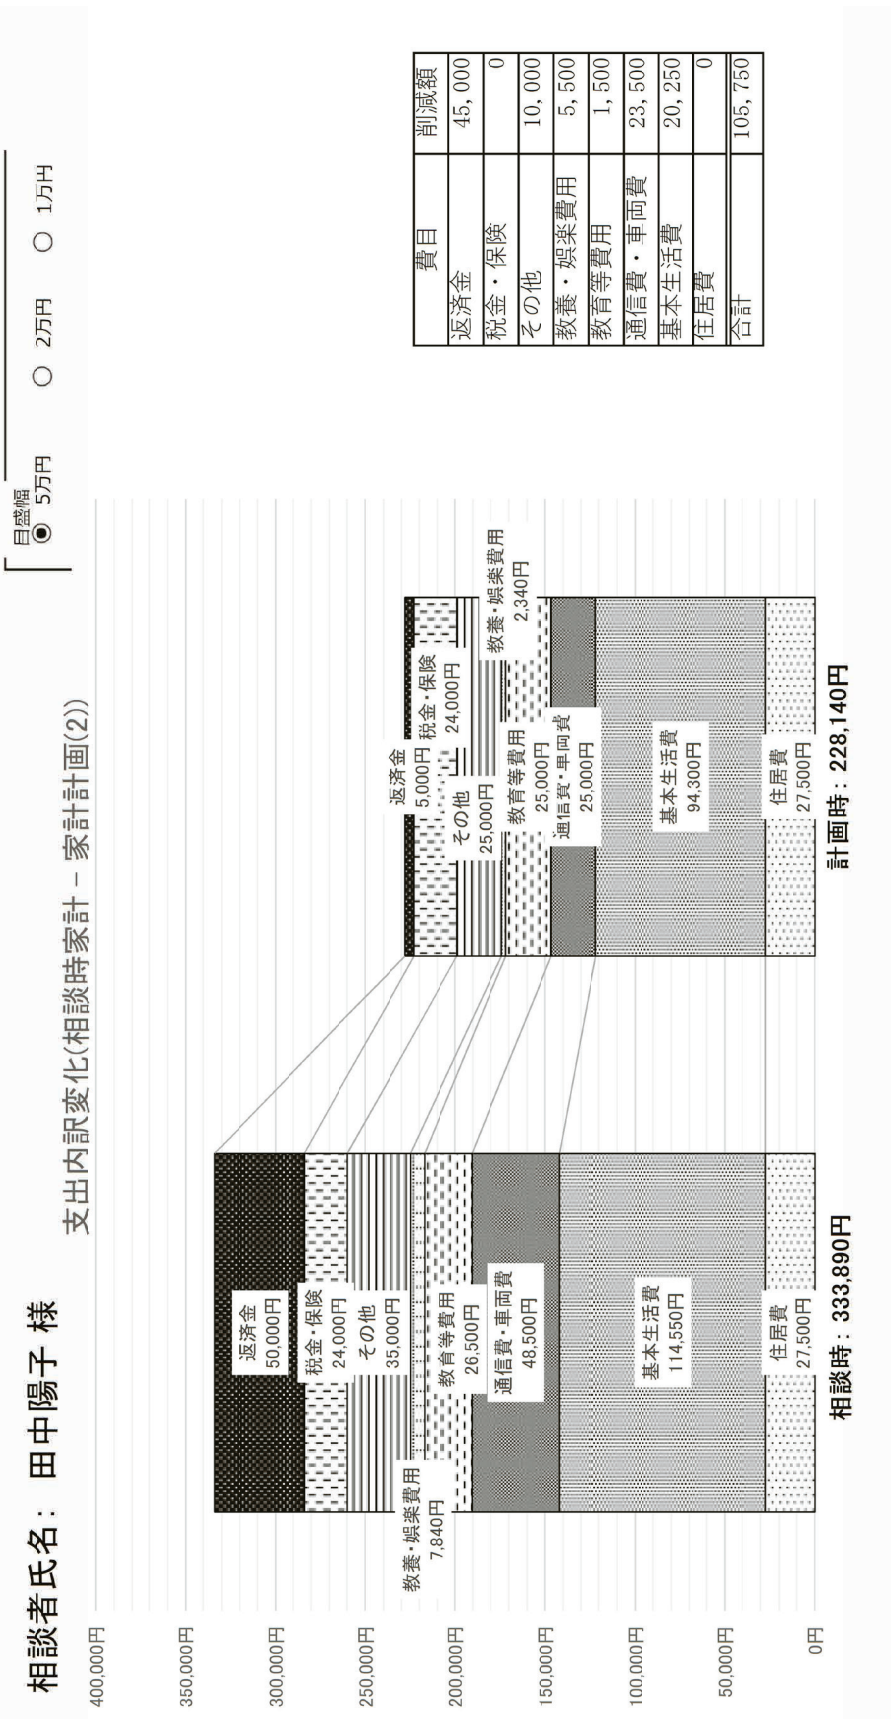 相談者氏名： 田中陽子 様
目盛幅
5万円 2万円 1万円
支出内訳変化(相談時家計 − 家計計画(2))
400,000円
350,000円
300,000円
250,000円
200,000円
150,000円
100,000円
50,000円
0円
返済金
50,000円
税金・保険
24,000円
その他
35,000円
教養・娯楽費用
7,840円
教育等費用
26,500円
通信費・車両費
48,500円
基本生活費
114,550円
住居費
27,500円
相談時： 333,890円
返済金
5,000円
税金・保険
24,000円
その他
25,000円
教養・娯楽費用
2,340円
教育等費用
25,000円
通信費・車両費
25,000円
基本生活費
94,300円
住居費
27,500円
計画時： 228,140円
費目 削減額
返済金 45,000
税金・保険 0
その他 10,000
教養・娯楽費用 5,500
教育等費用 1,500
通信費・車両費 23,500
基本生活費 20,250
住居費 0
合計 105,750